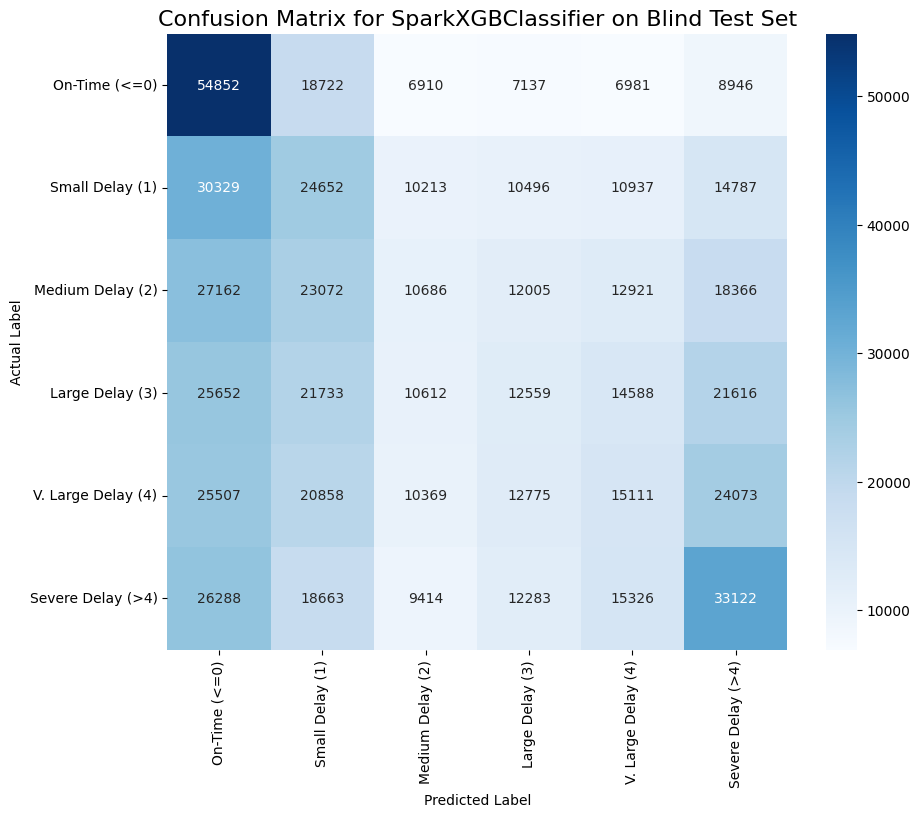 Confusion Matrix for SparkXGBClassifier on Blind Test Set
On-Time (<=0) 54852 18722 6910 7137 6981 8946
Small Delay (1) 30329 24652 10213 10496 10937 14787
Medium Delay (2) 27162 23072 10686 12005 12921 18366
Large Delay (3) 25652 21733 10612 12559 14588 21616
V. Large Delay (4) 25507 20858 10369 12775 15111 24073
Severe Delay (>4) 26288 18663 9414 12283 15326 33122
Actual Label
On-Time (<=0)
Small Delay (1)
Medium Delay (2)
Large Delay (3)
V. Large Delay (4)
Severe Delay (>4)
Predicted Label
50000
40000
30000
20000
10000